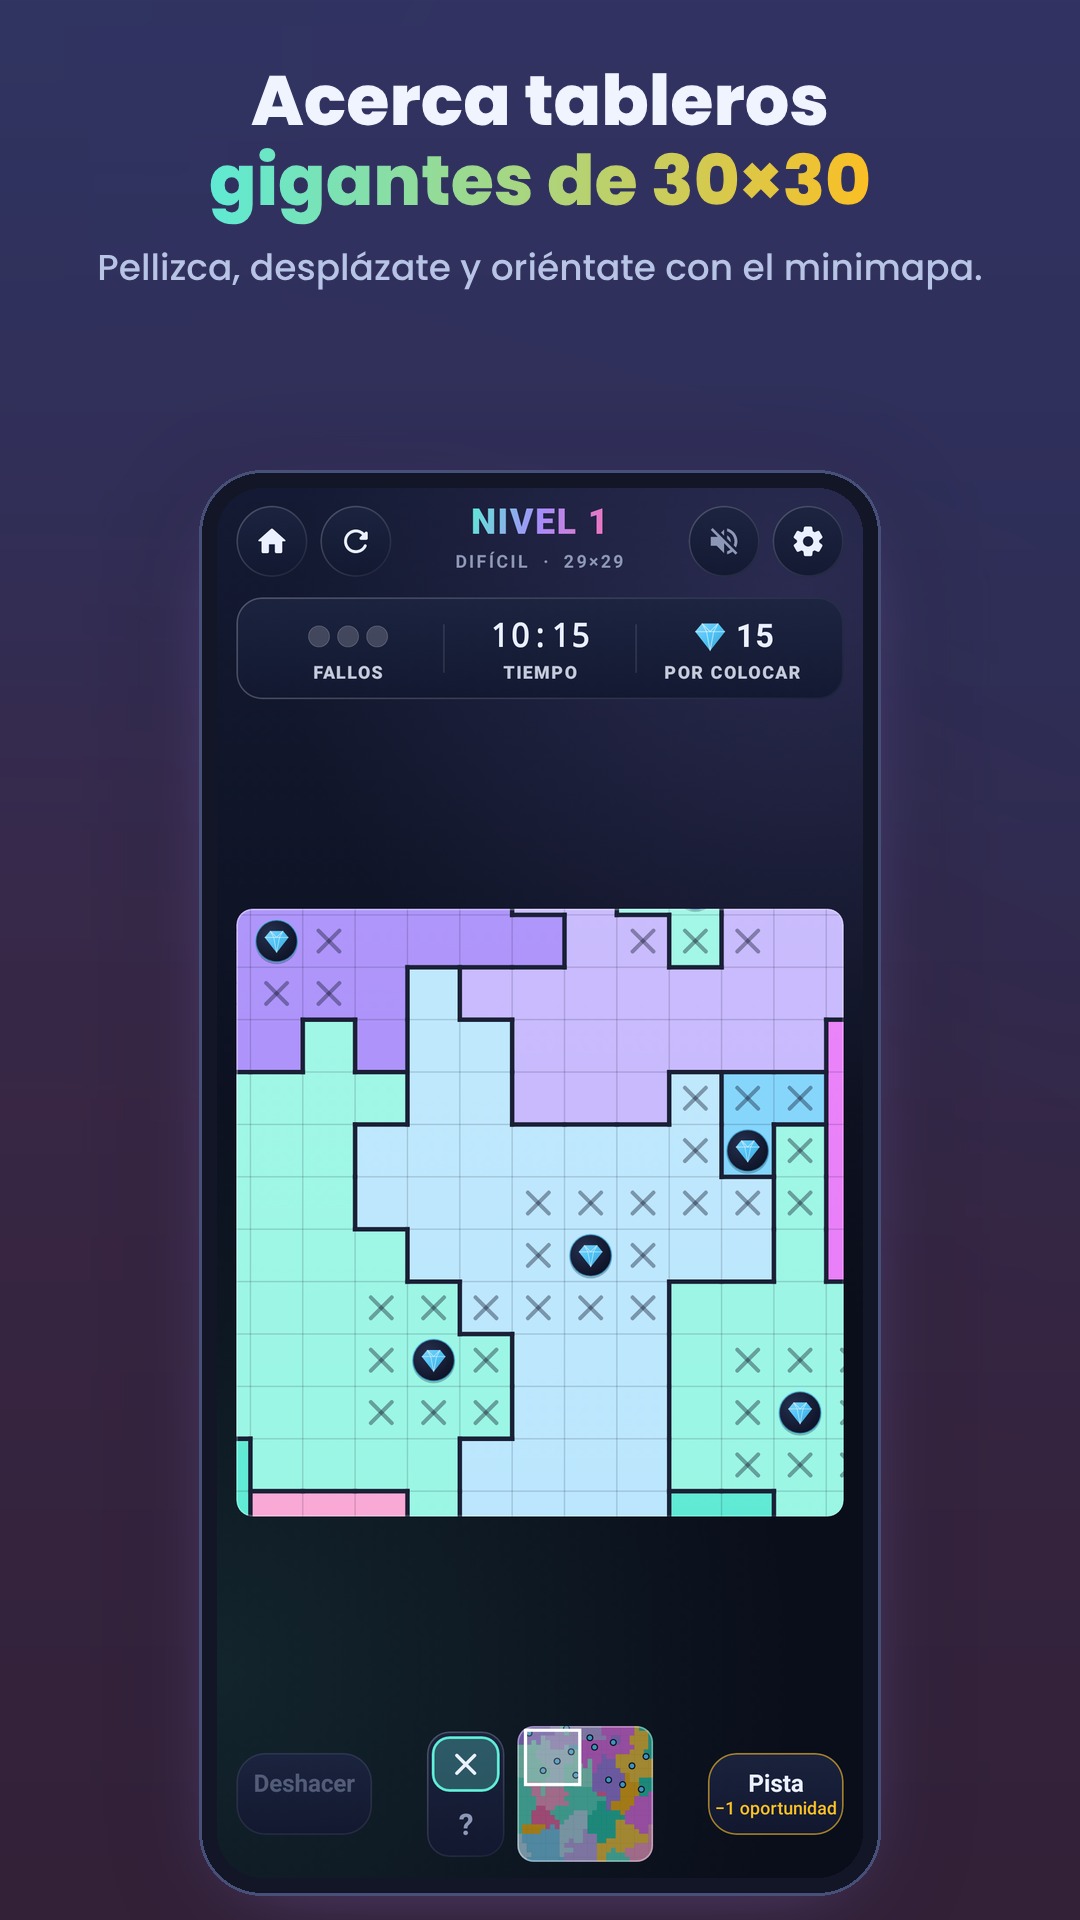 Acerca tableros
gigantes de 30×30
Pellizca, desplázate y oriéntate con el minimapa.
NIVEL 1
DIFÍCIL · 29×29
10:15
15
FALLOS
TIEMPO
POR COLOCAR
Deshacer
?
Pista
−1 oportunidad